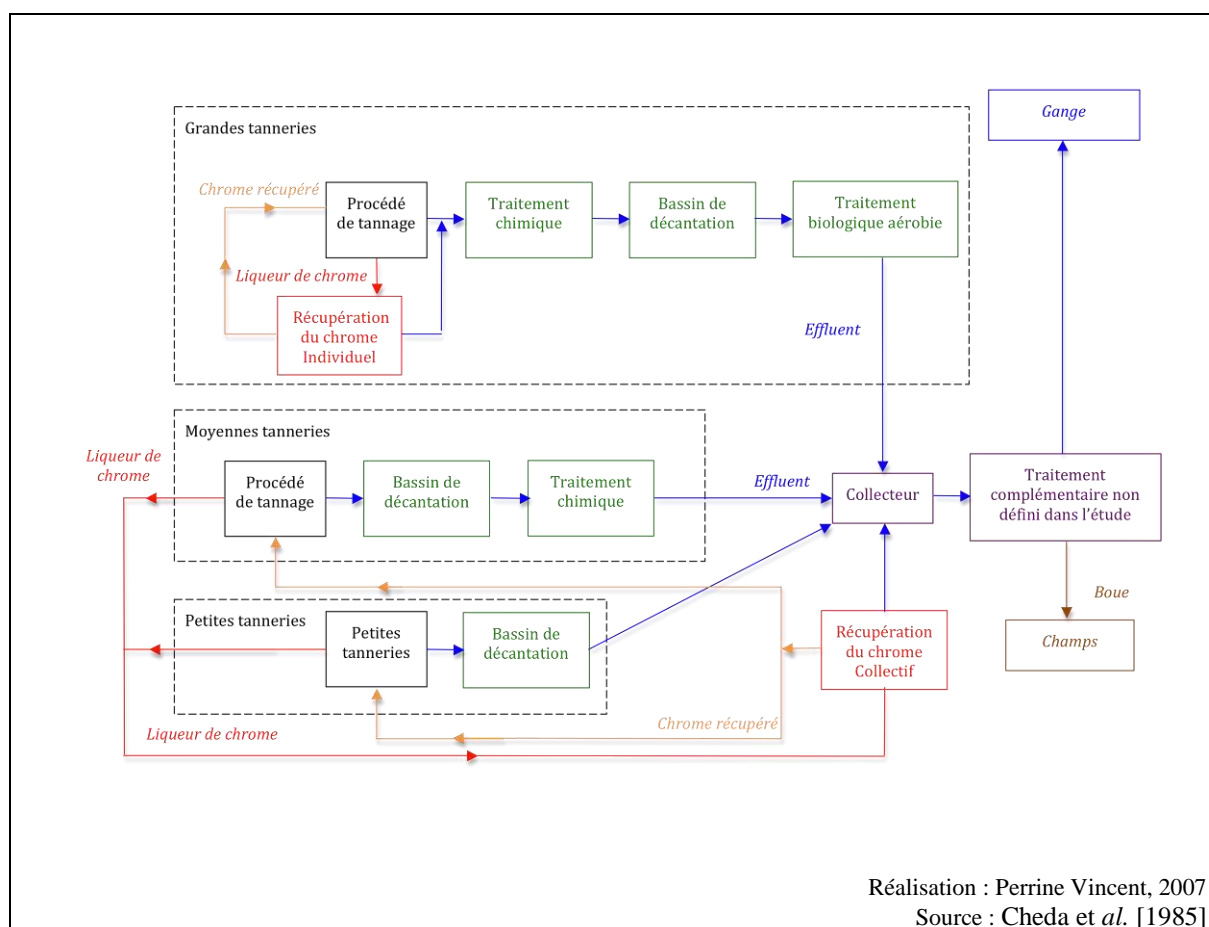 Gange
Grandes tanneries
Chrome récupéré
Procédé
de tannage
Traitement
chimique
Bassin de
décantation
Traitement
biologique aérobie
Liqueur de chrome
Récupération
du chrome
Individuel
Effluent
Moyennes tanneries
Liqueur de
chrome
Procédé
de tannage
Bassin de
décantation
Traitement
chimique
Effluent
Collecteur
Traitement
complémentaire non
défini dans l'étude
Petites tanneries
Petites
tanneries
Bassin de
décantation
Récupération
du chrome
Collectif
Boue
Champs
Chrome récupéré
Liqueur de chrome
Réalisation : Perrine Vincent, 2007
Source : Cheda et al. [1985]